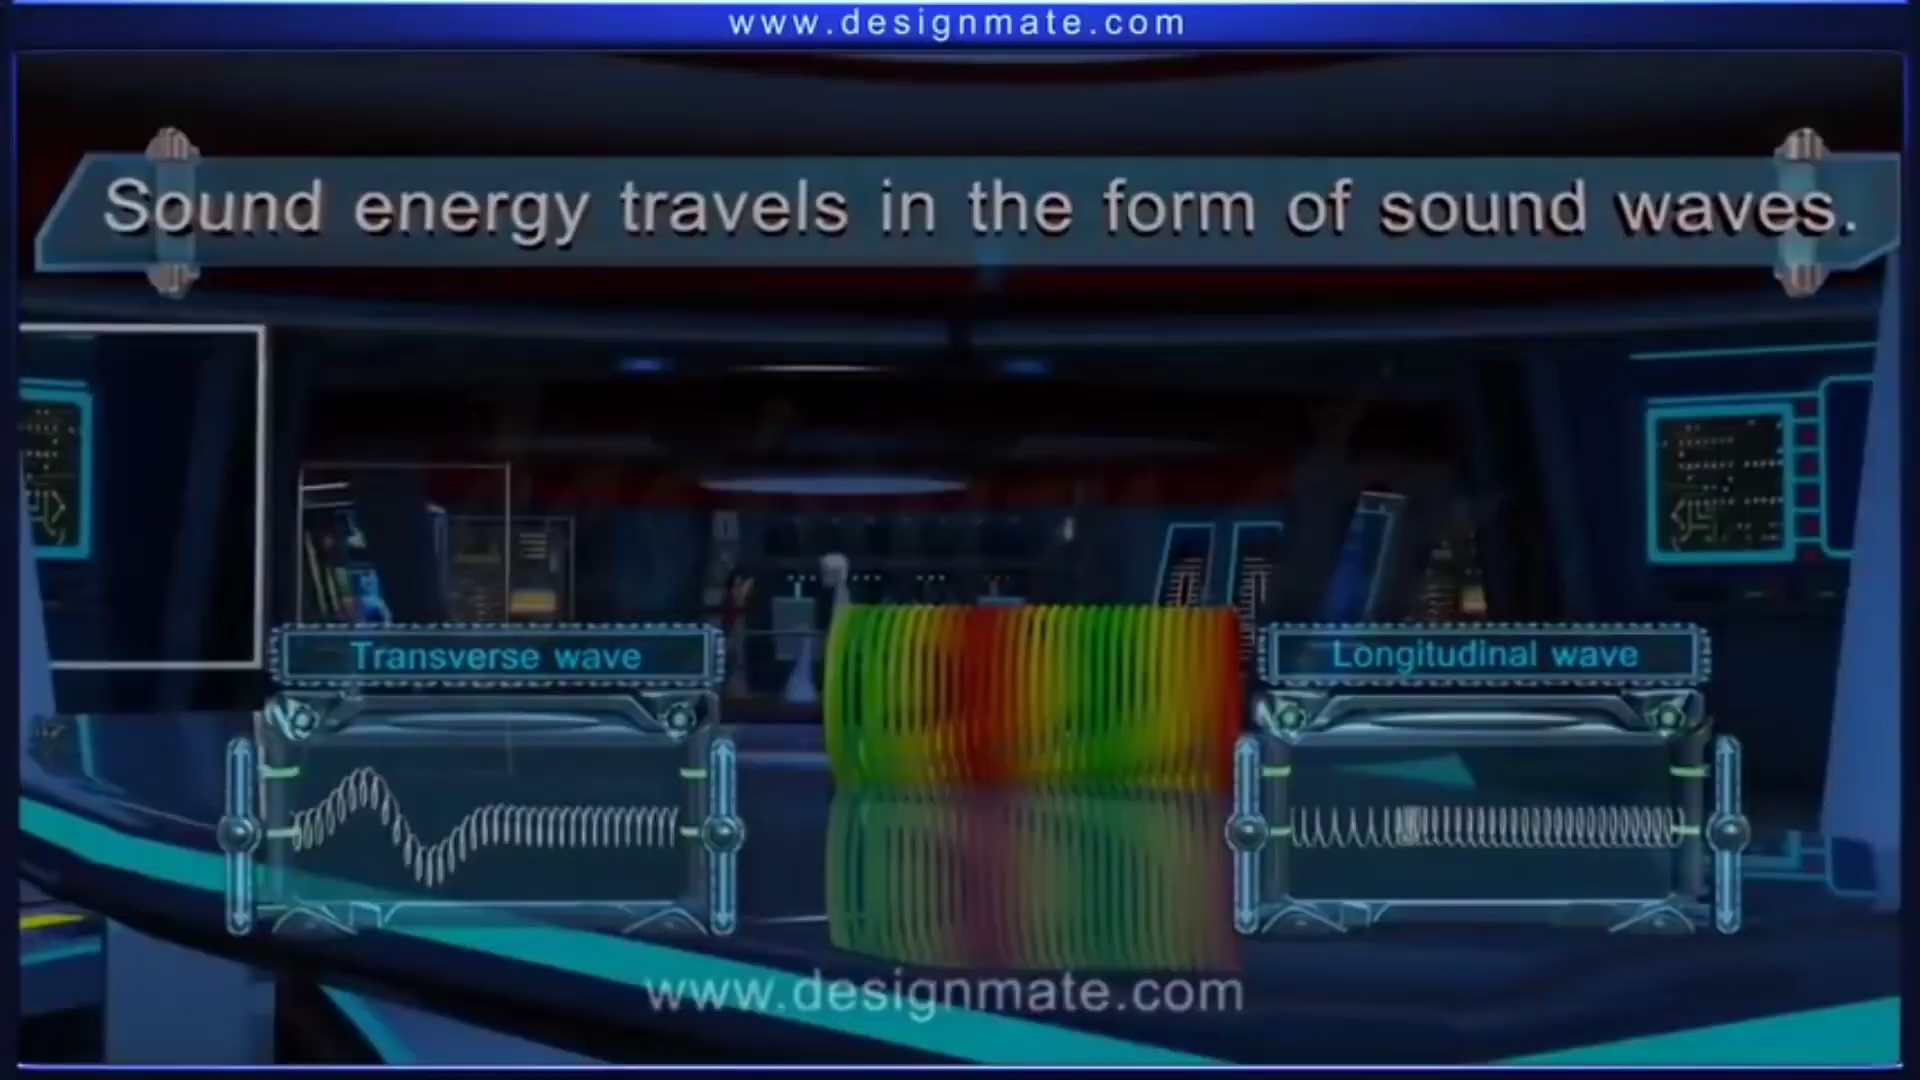 www.designmate.com
Sound energy travels in the form of sound waves.
Transverse wave
Longitudinal wave
www.designmate.com